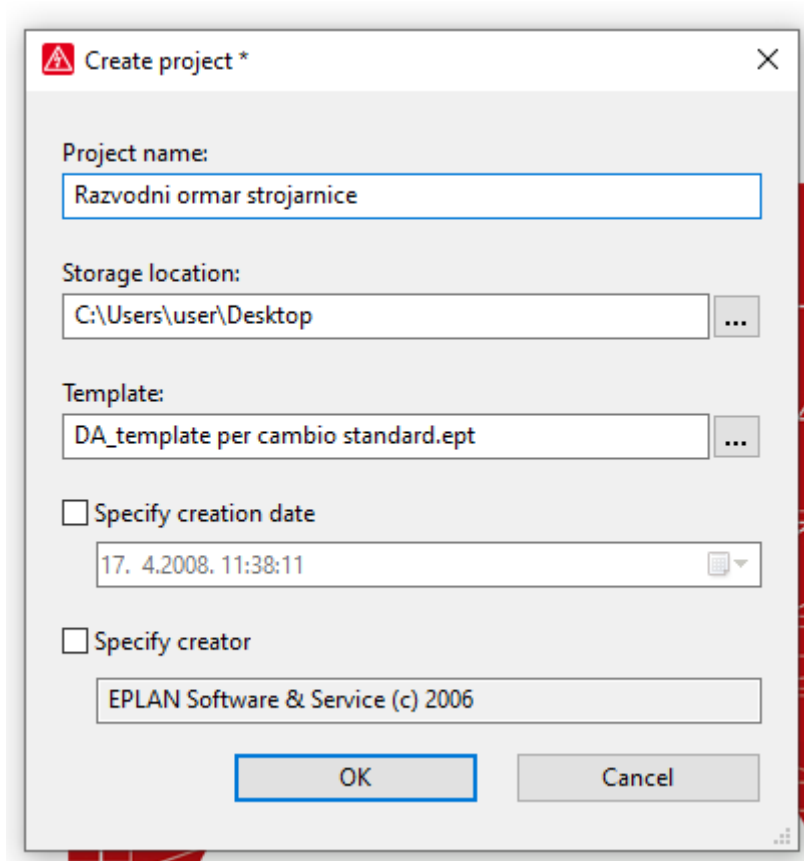 Create project *
Project name:
Razvodni ormar strojarnice
Storage location:
C:\Users\user\Desktop
...
Template:
DA_template per cambio standard.ept
...
Specify creation date
17. 4.2008. 11:38:11
Specify creator
EPLAN Software & Service (c) 2006
OK
Cancel